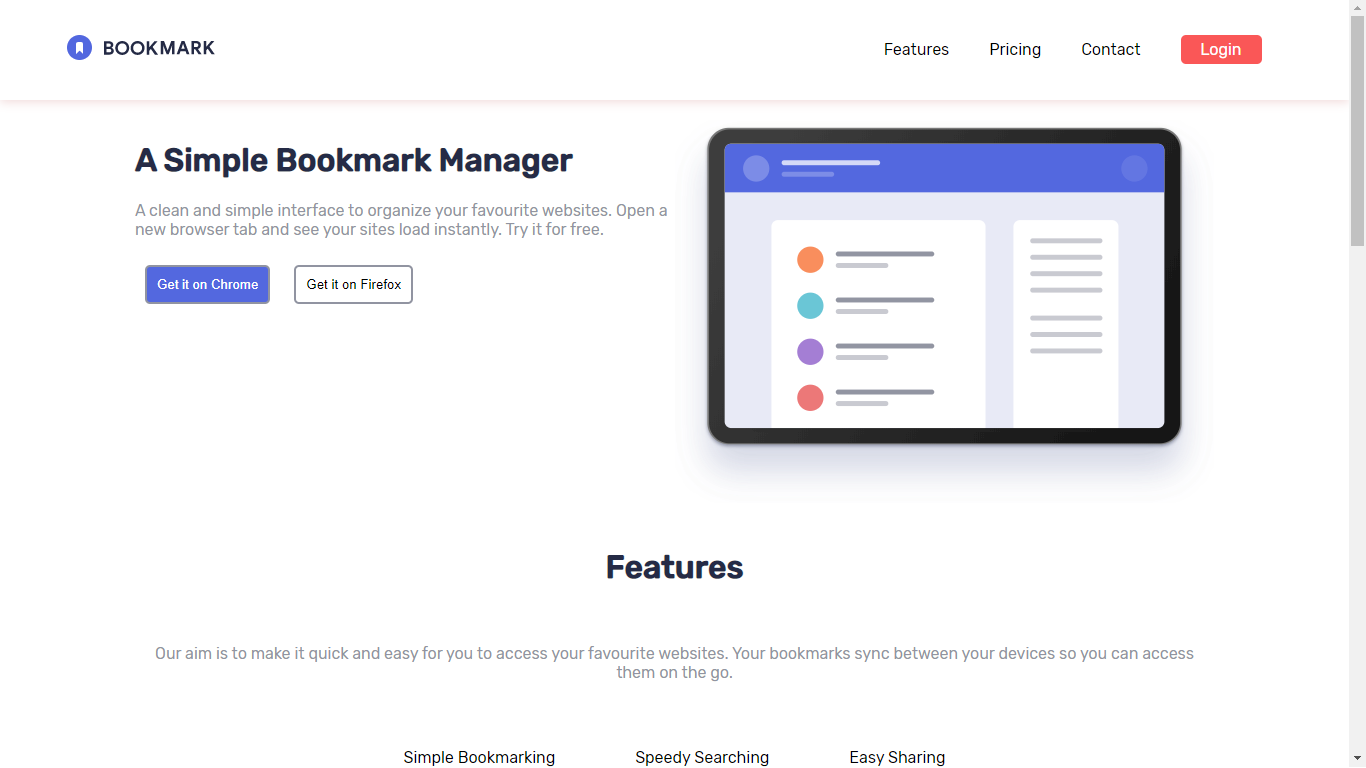 BOOKMARK
Features
Pricing
Contact
Login
A Simple Bookmark Manager
A clean and simple interface to organize your favourite websites. Open a
new browser tab and see your sites load instantly. Try it for free.
Get it on Chrome
Get it on Firefox
Features
Our aim is to make it quick and easy for you to access your favourite websites. Your bookmarks sync between your devices so you can access
them on the go.
Simple Bookmarking
Speedy Searching
Easy Sharing